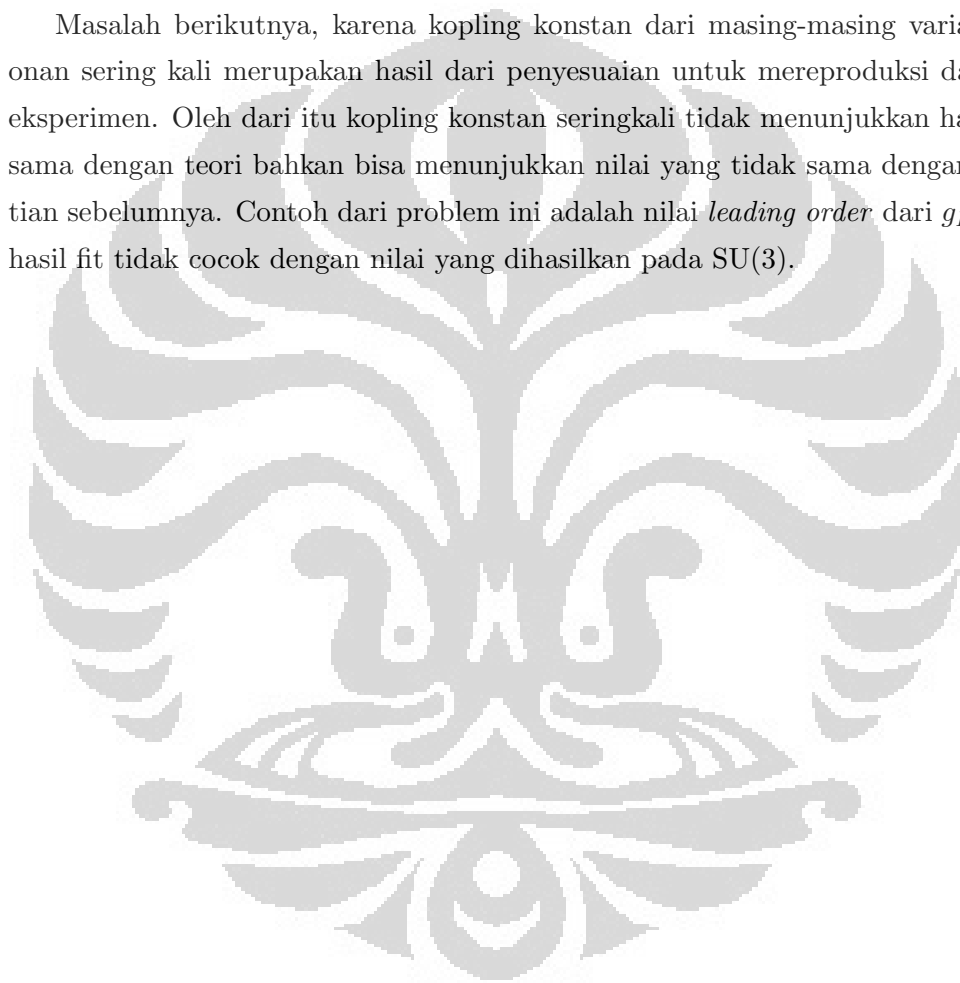 Masalah berikutnya, karena kopling konstan dari masing-masing varia
onan sering kali merupakan hasil dari penyesuaian untuk mereproduksi da
eksperimen. Oleh dari itu kopling konstan seringkali tidak menunjukkan ha
sama dengan teori bahkan bisa menunjukkan nilai yang tidak sama dengan
tian sebelumnya. Contoh dari problem ini adalah nilai leading order dari
hasil fit tidak cocok dengan nilai yang dihasilkan pada SU(3).